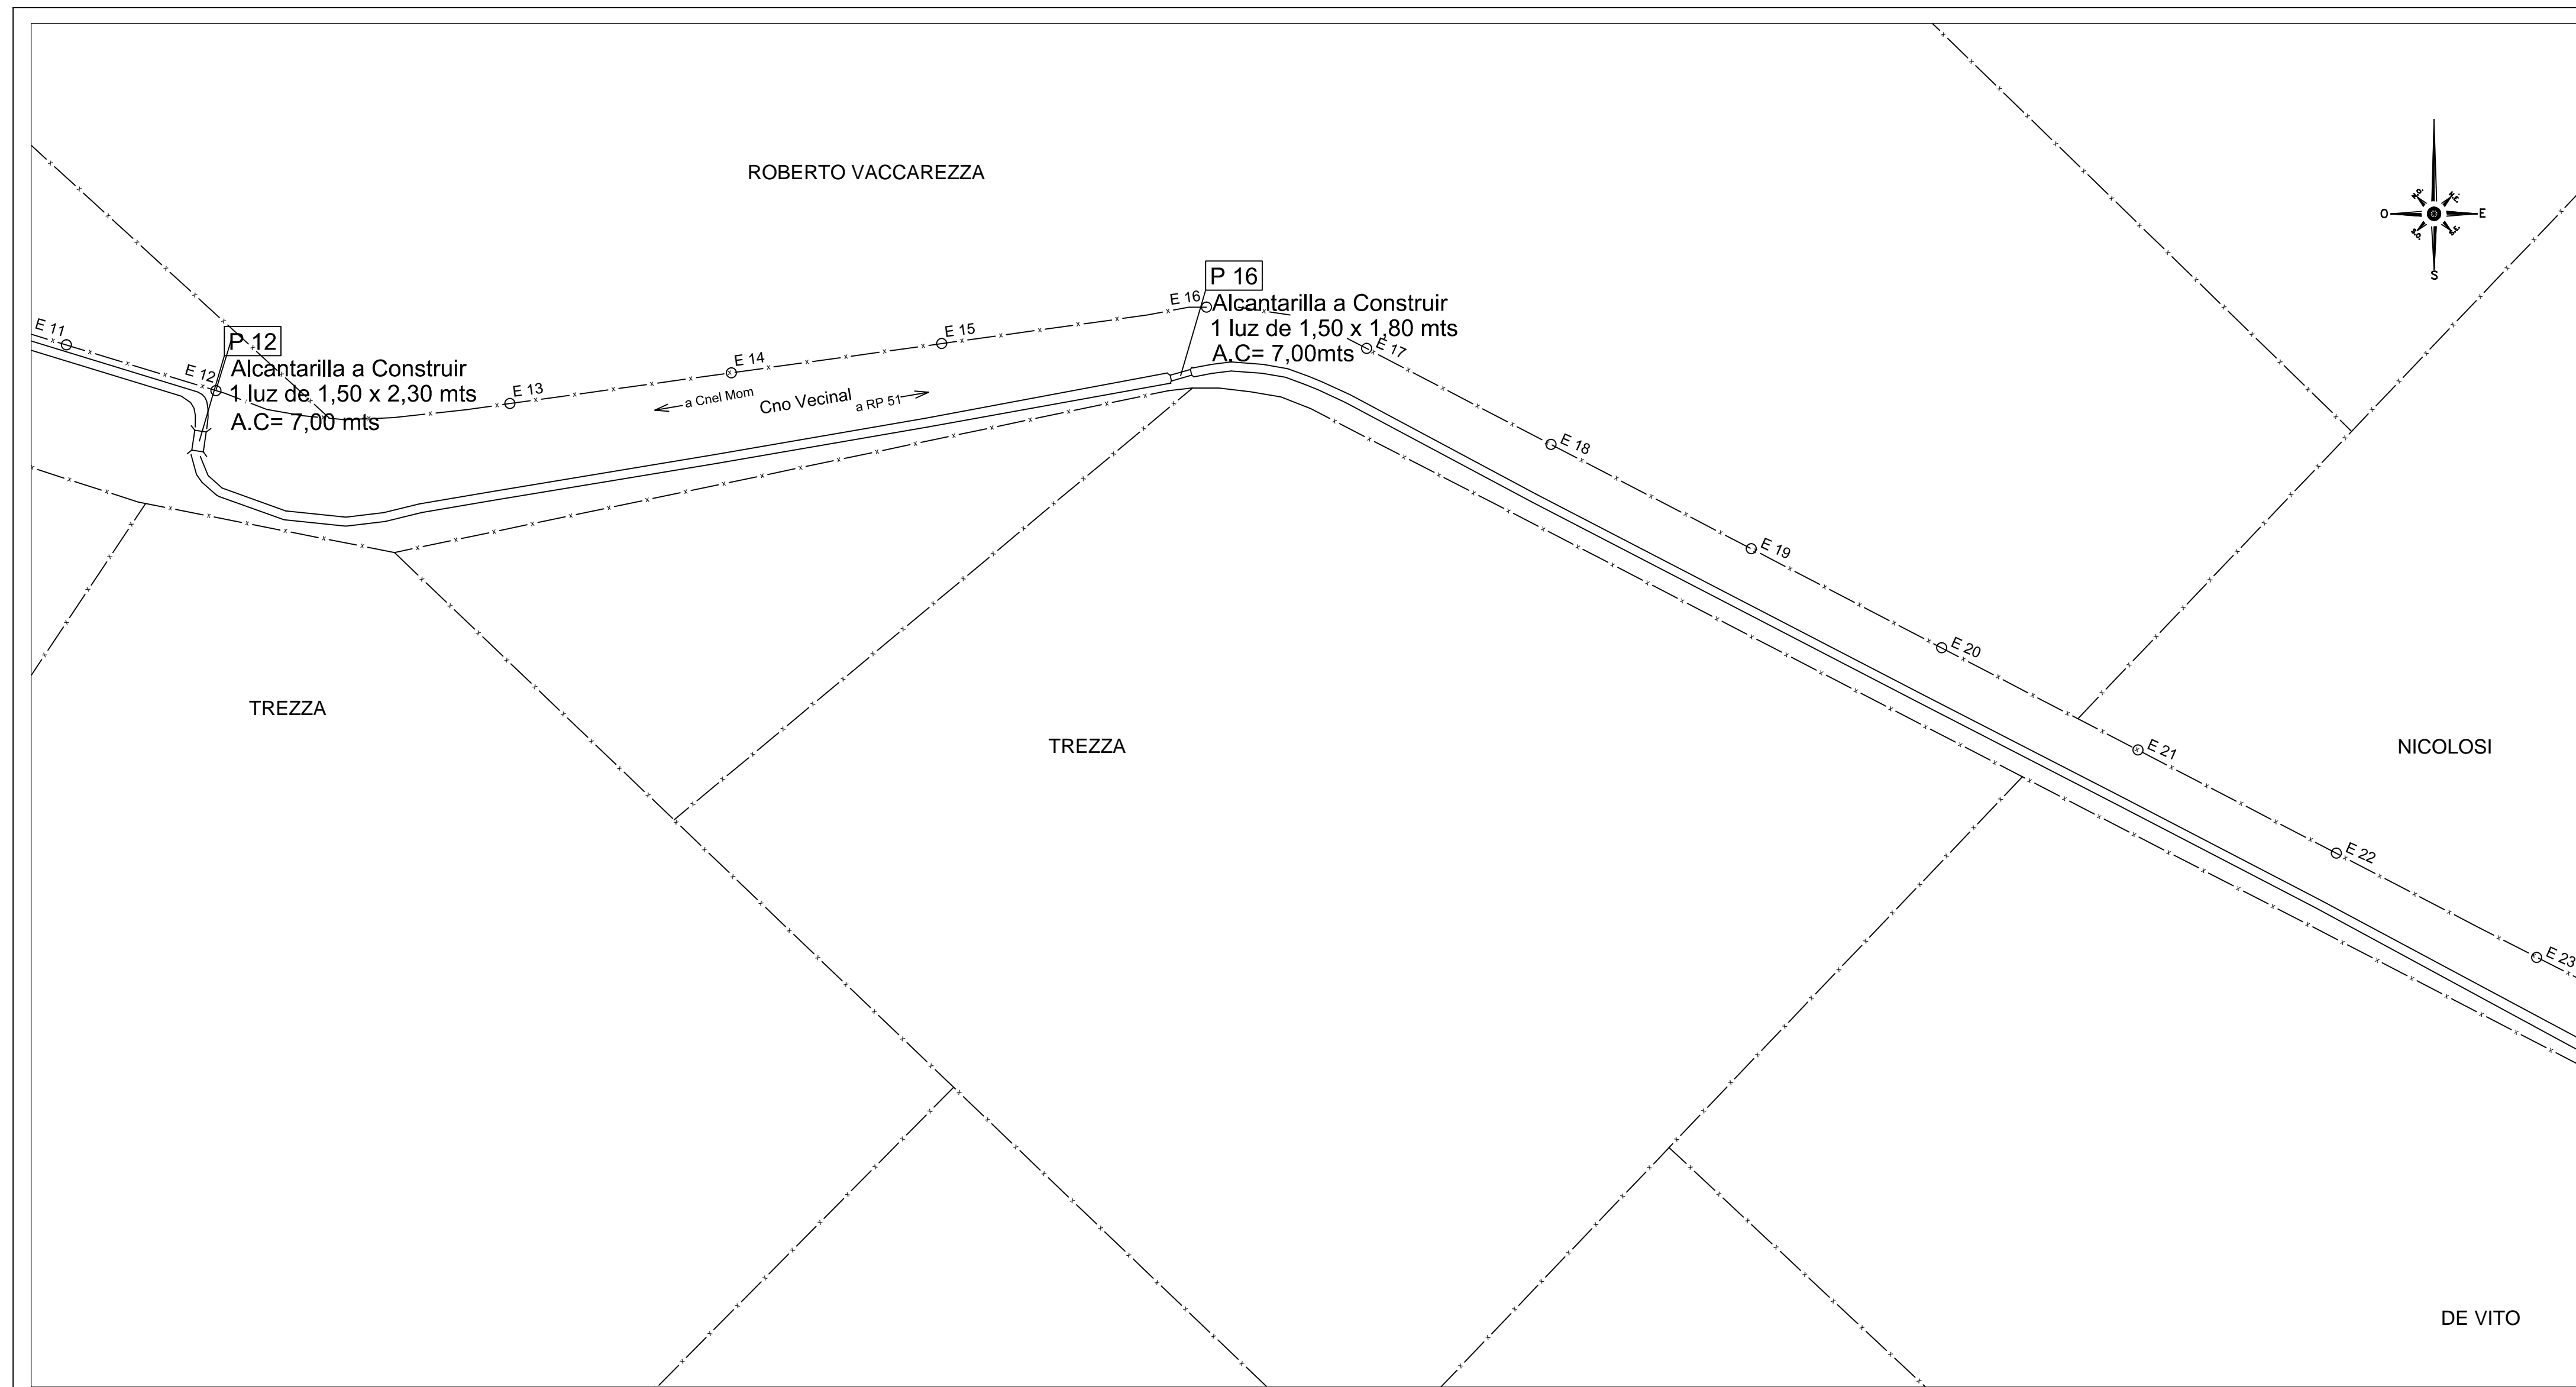 ROBERTO VACCAREZZA
N.O.
N.E.
O
E
S.O.
S.E.
S
P 16
E 16
Alcantarilla a Construir
1 luz de 1,50 x 1,80 mts
A.C= 7,00mts
E 17
E 11
P 12
E 12
Alcantarilla a Construir
1 luz de 1,50 x 2,30 mts
A.C= 7,00 mts
E 13
E 14
E 15
a Cnel Mom
Cno Vecinal
a RP 51
E 18
E 19
E 20
E 21
E 22
E 23
TREZZA
TREZZA
NICOLOSI
DE VITO